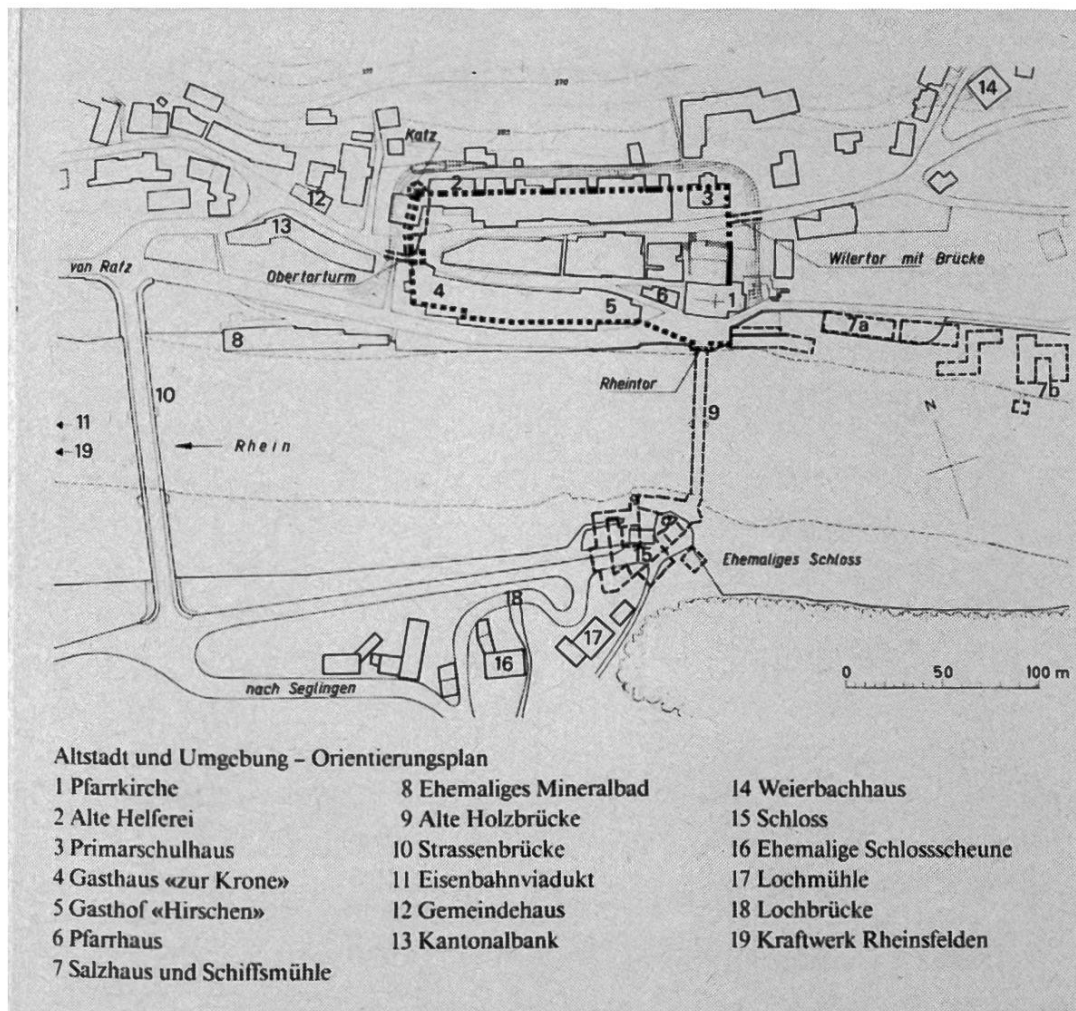 370
14
Katz
2
3
12
13
von Rafz
Obertorturm
Wilertor mit Brücke
4
6
1
5
8
7a
7b
Rheintor
10
9
N
11
19
Rhein
15
Ehemaliges Schloss
18
17
16
nach Seglingen
0 50 100 m
Altstadt und Umgebung – Orientierungsplan
1 Pfarrkirche
2 Alte Helferei
3 Primarschulhaus
4 Gasthaus «zur Krone»
5 Gasthof «Hirschen»
6 Pfarrhaus
7 Salzhaus und Schiffsmühle
8 Ehemaliges Mineralbad
9 Alte Holzbrücke
10 Strassenbrücke
11 Eisenbahnviadukt
12 Gemeindehaus
13 Kantonalbank
14 Weierbachhaus
15 Schloss
16 Ehemalige Schlossscheune
17 Lochmühle
18 Lochbrücke
19 Kraftwerk Rheinsfelden